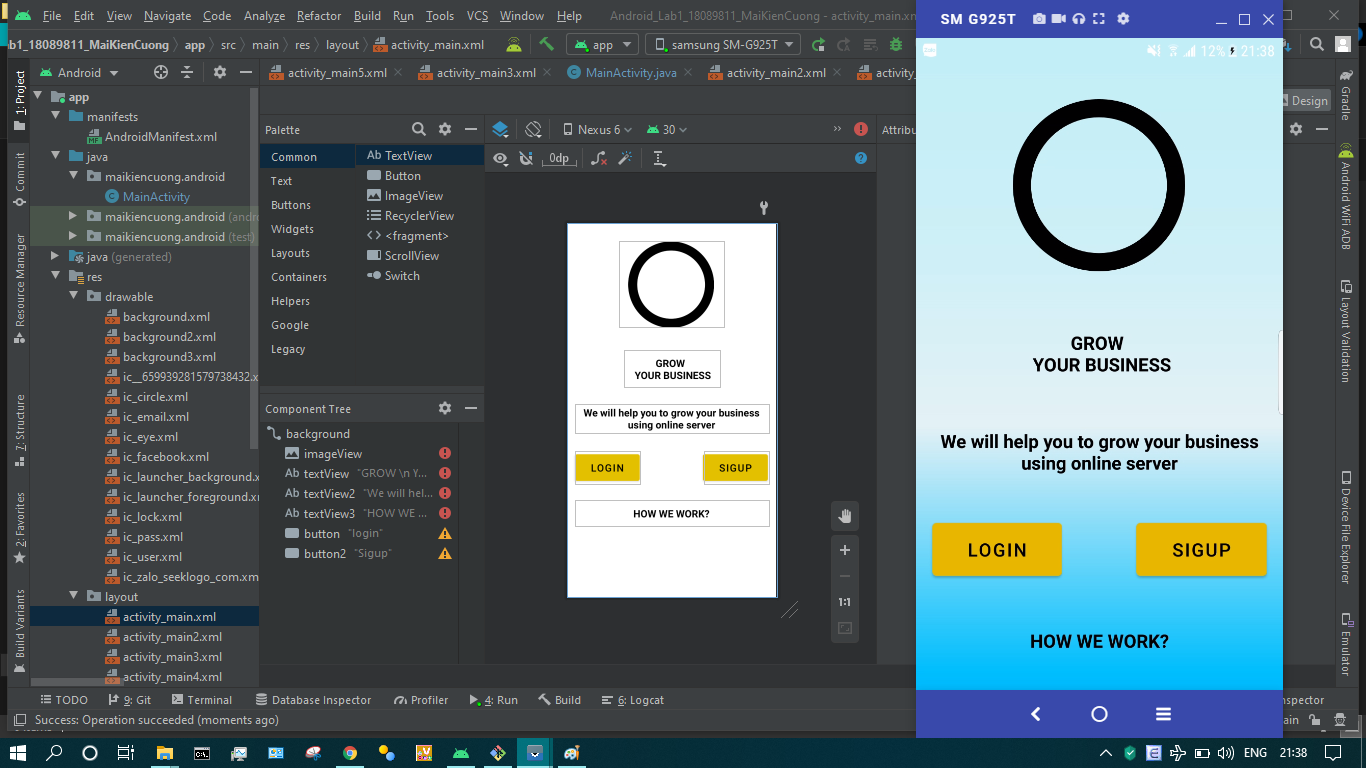 File Edit View Navigate Code Analyze Refactor Build Run Tools VCS Window Help Android_Lab1_18089811_MaiKienCuong - activity_main.xm
b1_18089811_MaiKienCuong app src main res layout activity_main.xml app samsung SM-G925T
Android
activity_main5.xml activity_main3.xml MainActivity.java activity_main2.xml activity_
1: Project
Commit
Resource Manager
7: Structure
2: Favorites
Build Variants
app
manifests
AndroidManifest.xml
java
maikiencuong.android
MainActivity
maikiencuong.android (andr
maikiencuong.android (test)
java (generated)
res
drawable
background.xml
background2.xml
background3.xml
ic__659939281579738432.x
ic_circle.xml
ic_email.xml
ic_eye.xml
ic_facebook.xml
ic_launcher_background.x
ic_launcher_foreground.x
ic_lock.xml
ic_pass.xml
ic_user.xml
ic_zalo_seeklogo_com.xm
layout
activity_main.xml
activity_main2.xml
activity_main3.xml
activity_main4.xml
Palette
Common
Text
Buttons
Widgets
Layouts
Containers
Helpers
Google
Legacy
Ab TextView
Button
ImageView
RecyclerView
<fragment>
ScrollView
Switch
Component Tree
background
imageView
Ab textView "GROW \n Y...
Ab textView2 "We will hel...
Ab textView3 "HOW WE ...
button "login"
button2 "Sigup"
Nexus 6 30
0dp
GROW
YOUR BUSINESS
We will help you to grow your business
using online server
LOGIN SIGUP
HOW WE WORK?
1:1
Design
Attribu
SM G925T
12% 21:38
GROW
YOUR BUSINESS
We will help you to grow your business
using online server
LOGIN SIGUP
HOW WE WORK?
Gradle
Android WiFi ADB
Layout Validation
Device File Explorer
Emulator
TODO 9: Git Terminal Database Inspector Profiler 4: Run Build 6: Logcat
nspector
Success: Operation succeeded (moments ago)
ain
ENG 21:38